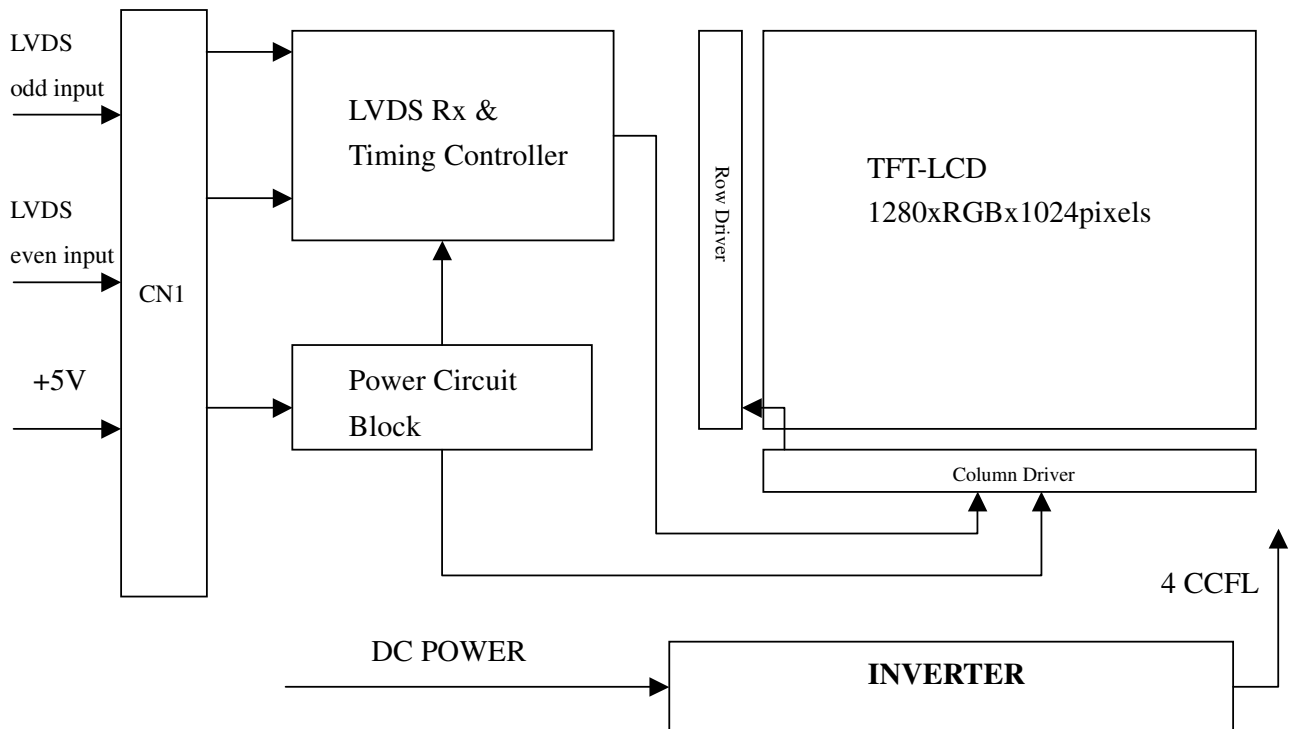 LVDS
odd input
LVDS
even input
+5V
CN1
LVDS Rx &
Timing Controller
Power Circuit
Block
Row Driver
TFT-LCD
1280xRGBx1024pixels
Column Driver
4 CCFL
DC POWER
INVERTER